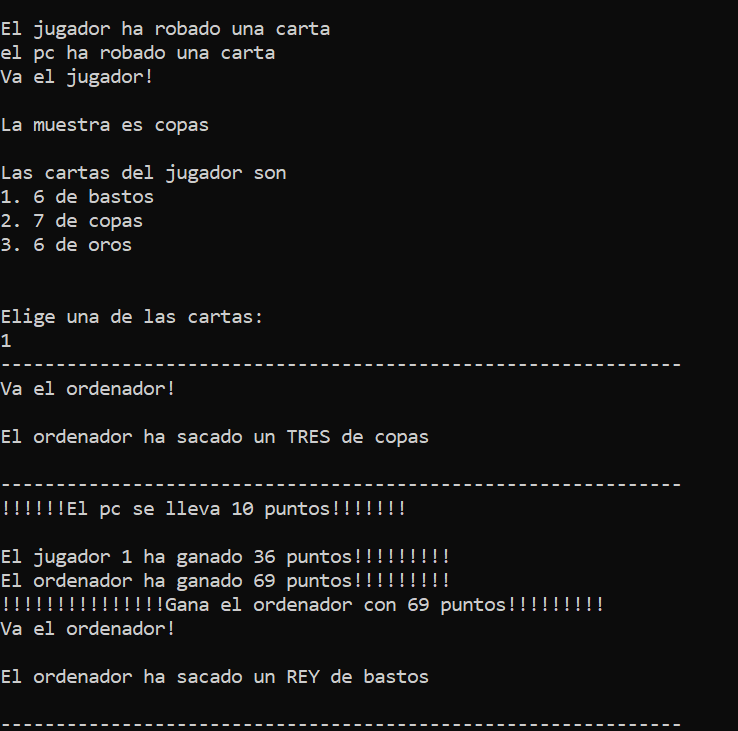 El jugador ha robado una carta
el pc ha robado una carta
Va el jugador!
La muestra es copas
Las cartas del jugador son
1. 6 de bastos
2. 7 de copas
3. 6 de oros
Elige una de las cartas:
1
--------------------------------------------------------------
Va el ordenador!
El ordenador ha sacado un TRES de copas
--------------------------------------------------------------
!!!!!!El pc se lleva 10 puntos!!!!!!!
El jugador 1 ha ganado 36 puntos!!!!!!!!!
El ordenador ha ganado 69 puntos!!!!!!!!!
!!!!!!!!!!!!!!!Gana el ordenador con 69 puntos!!!!!!!!!
Va el ordenador!
El ordenador ha sacado un REY de bastos
--------------------------------------------------------------